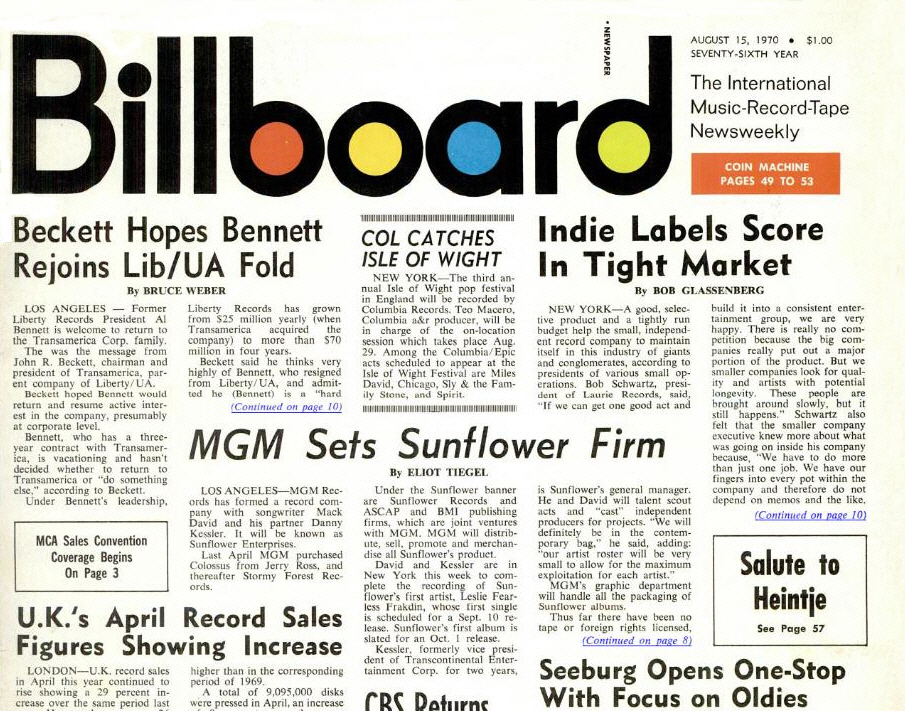 Billboard
• NEWSPAPER
AUGUST 15, 1970 • $1.00
SEVENTY-SIXTH YEAR
The International
Music-Record-Tape
Newsweekly
COIN MACHINE
PAGES 49 TO 53
Beckett Hopes Bennett
Rejoins Lib/UA Fold
By BRUCE WEBER
LOS ANGELES — Former
Liberty Records President Al
Bennett is welcome to return to
the Transamerica Corp. family.
The was the message from
John R. Beckett, chairman and
president of Transamerica, par-
ent company of Liberty/UA.
Beckett hoped Bennett would
return and resume active inter-
est in the company, presumably
at corporate level.
Bennett, who has a three-
year contract with Transamer-
ica, is vacationing and hasn't
decided whether to return to
Transamerica or "do something
else," according to Beckett.
Under Bennett's leadership,
Liberty Records has grown
from $25 million yearly (when
Transamerica acquired the
company) to more than $70
million in four years.
Beckett said he thinks very
highly of Bennett, who resigned
from Liberty/UA, and admit-
ted he (Bennett) is a "hard
(Continued on page 10)
COL CATCHES
ISLE OF WIGHT
NEW YORK—The third an-
nual Isle of Wight pop festival
in England will be recorded by
Columbia Records. Teo Macero,
Columbia a&r producer, will be
in charge of the on-location
session which takes place Aug.
29. Among the Columbia/Epic
acts scheduled to appear at the
Isle of Wight Festival are Miles
David, Chicago, Sly & the Fam-
ily Stone, and Spirit.
Indie Labels Score
In Tight Market
By BOB GLASSENBERG
NEW YORK—A good, selec-
tive product and a tightly run
budget help the small, independ-
ent record company to maintain
itself in this industry of giants
and conglomerates, according to
presidents of various small op-
erations. Bob Schwartz, presi-
dent of Laurie Records, said,
"If we can get one good act and
build it into a consistent enter-
tainment group, we are very
happy. There is really no com-
petition because the big com-
panies really put out a major
portion of the product. But we
smaller companies look for qual-
ity and artists with potential
longevity. These people are
brought around slowly, but it
still happens." Schwartz also
felt that the smaller company
executive knew more about what
was going on inside his company
because, "We have to do more
than just one job. We have our
fingers into every pot within the
company and therefore do not
depend on memos and the like,
(Continued on page 10)
MGM Sets Sunflower Firm
By ELIOT TIEGEL
LOS ANGELES—MGM Rec-
ords has formed a record com-
pany with songwriter Mack
David and his partner Danny
Kessler. It will be known as
Sunflower Enterprises.
Last April MGM purchased
Colossus from Jerry Ross, and
thereafter Stormy Forest Rec-
ords.
Under the Sunflower banner
are Sunflower Records and
ASCAP and BMI publishing
firms, which are joint ventures
with MGM. MGM will distrib-
ute, sell, promote and merchan-
dise all Sunflower's product.
David and Kessler are in
New York this week to com-
plete the recording of Sun-
flower's first artist, Leslie Fear-
less Frakdin, whose first single
is scheduled for a Sept. 10 re-
lease. Sunflower's first album is
slated for an Oct. 1 release.
Kessler, formerly vice presi-
dent of Transcontinental Enter-
tainment Corp. for two years,
is Sunflower's general manager.
He and David will talent scout
acts and "cast" independent
producers for projects. "We will
definitely be in the contem-
porary bag," he said, adding;
"our artist roster will be very
small to allow for the maximum
exploitation for each artist."
MGM's graphic department
will handle all the packaging of
Sunflower albums.
Thus far there have been no
tape or foreign rights licensed,
(Continued on page 8)
MCA Sales Convention
Coverage Begins
On Page 3
Salute to
Heintje
See Page 57
U.K.'s April Record Sales
Figures Showing Increase
LONDON—U.K. record sales
in April this year continued to
rise showing a 29 percent in-
crease over the same period last
higher than in the corresponding
period of 1969.
A total of 9,095,000 disks
were pressed in April, an increase
CBS Returns
Seeburg Opens One-Stop
With Focus on Oldies